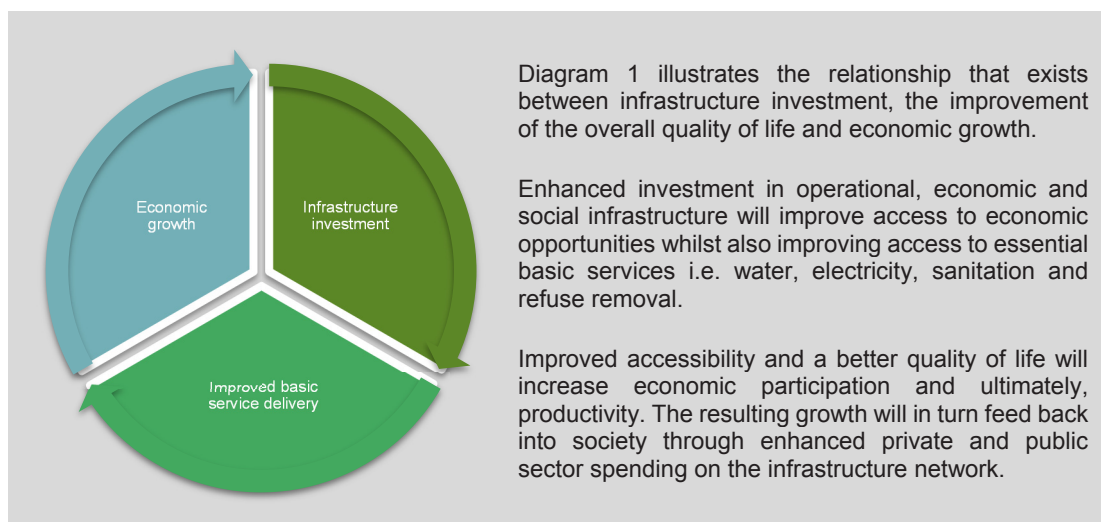 Economic
growth
Infrastructure
investment
Improved basic
service delivery
Diagram 1 illustrates the relationship that exists
between infrastructure investment, the improvement
of the overall quality of life and economic growth.
Enhanced investment in operational, economic and
social infrastructure will improve access to economic
opportunities whilst also improving access to essential
basic services i.e. water, electricity, sanitation and
refuse removal.
Improved accessibility and a better quality of life will
increase economic participation and ultimately,
productivity. The resulting growth will in turn feed back
into society through enhanced private and public
sector spending on the infrastructure network.